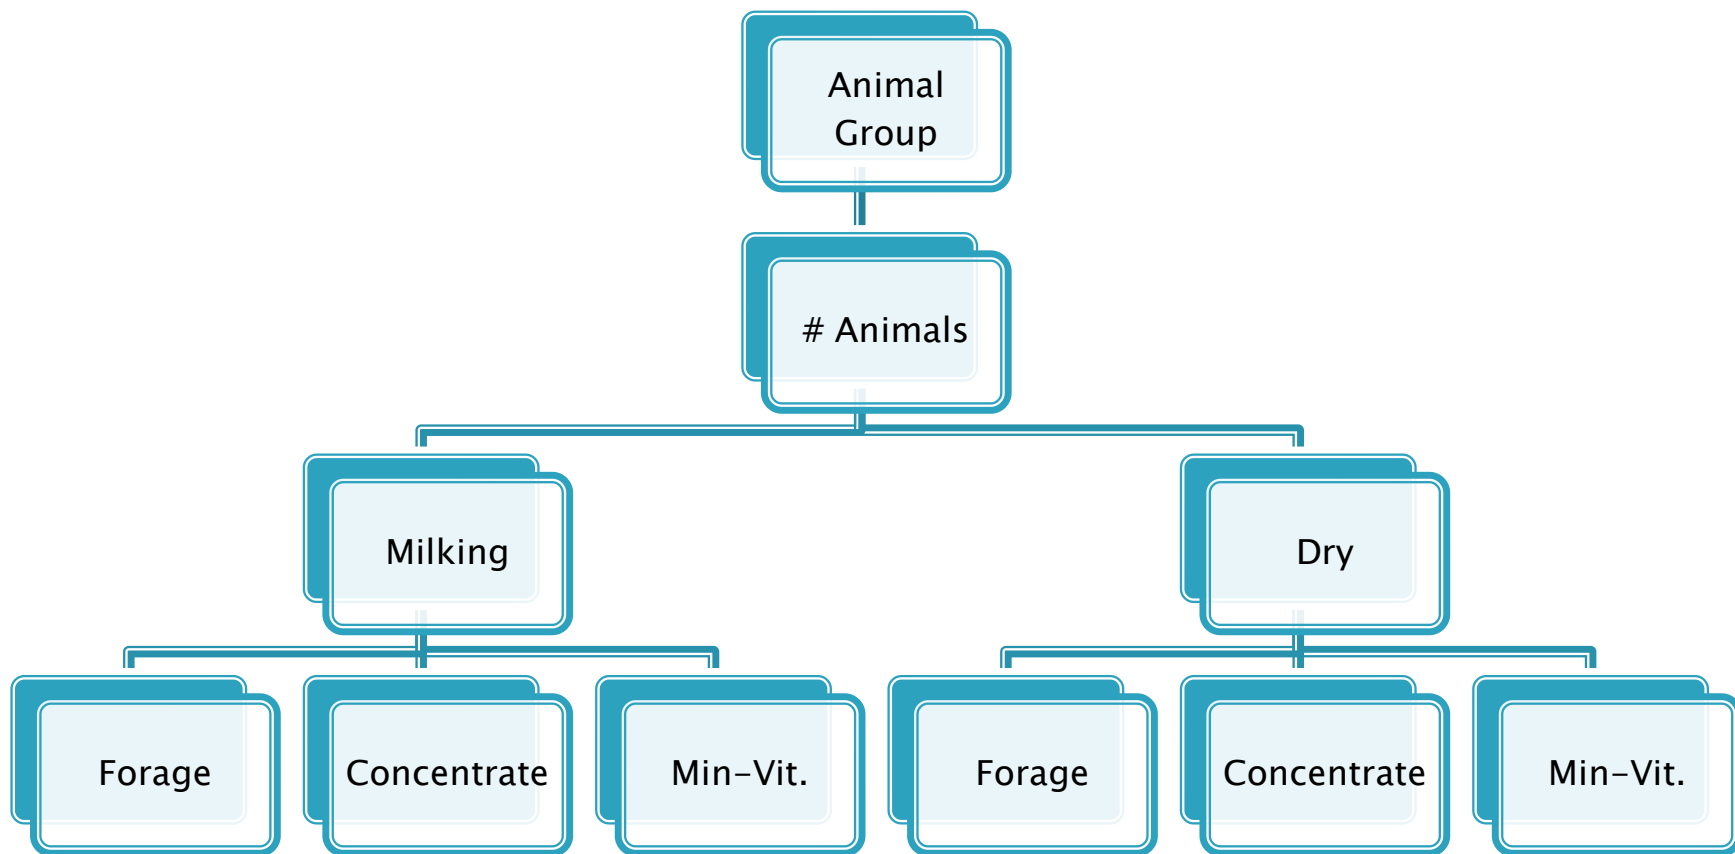 Animal
Group
# Animals
Milking
Dry
Forage
Concentrate
Min-Vit.
Forage
Concentrate
Min-Vit.